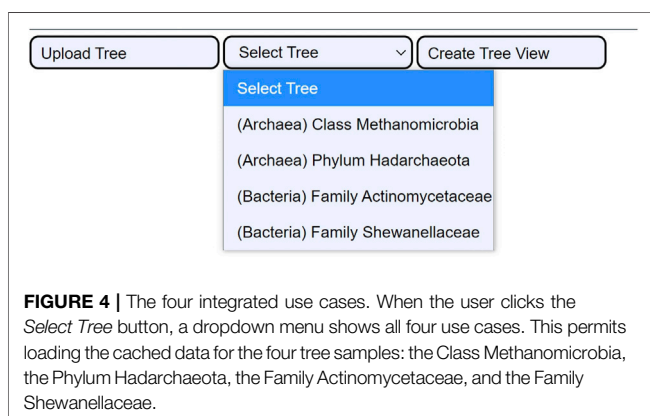 Upload Tree Select Tree Create Tree View
Select Tree
(Archaea) Class Methanomicrobia
(Archaea) Phylum Hadarchaeota
(Bacteria) Family Actinomycetaceae
(Bacteria) Family Shewanellaceae
FIGURE 4 | The four integrated use cases. When the user clicks the
Select Tree button, a dropdown menu shows all four use cases. This permits
loading the cached data for the four tree samples: the Class Methanomicrobia,
the Phylum Hadarchaeota, the Family Actinomycetaceae, and the Family
Shewanellaceae.